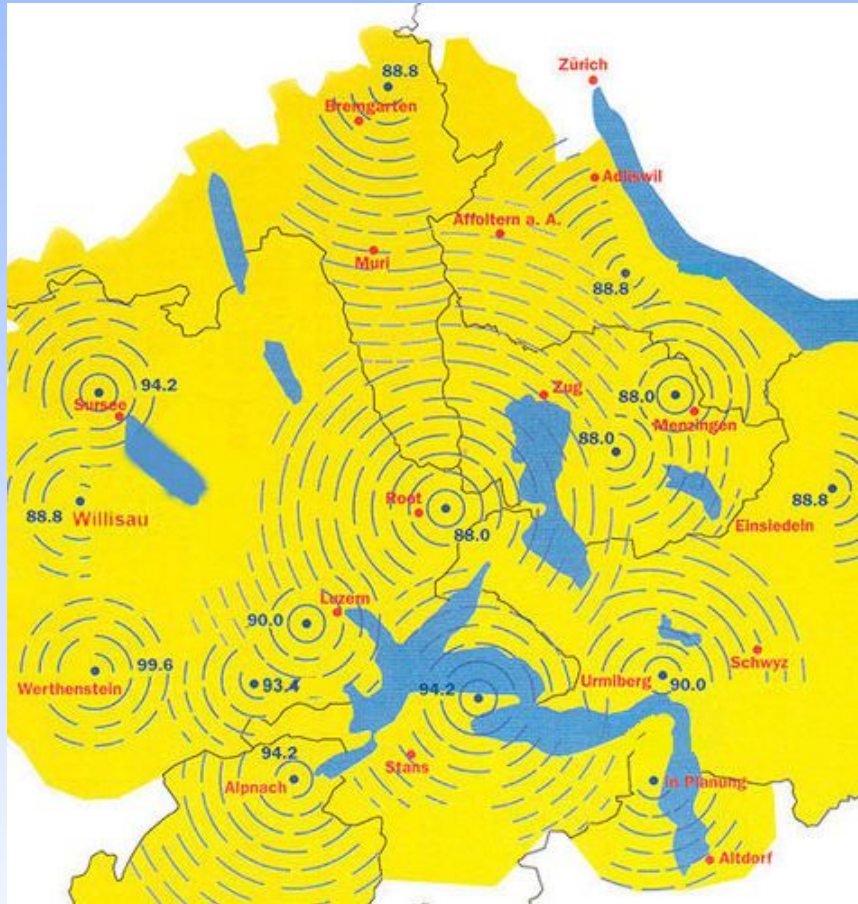 88.8
Zürich
Bremgarten
Adliswil
Affoltern a. A.
Muri
88.8
94.2
Zug
88.0
Sursee
Menzingen
88.0
Root
88.8
88.8
Willisau
Einsiedeln
88.0
Luzern
90.0
Schwyz
99.6
Urmiberg
Werthenstein
93.4
90.0
94.2
94.2
Stans
Alpnach
in Planung
Altdorf